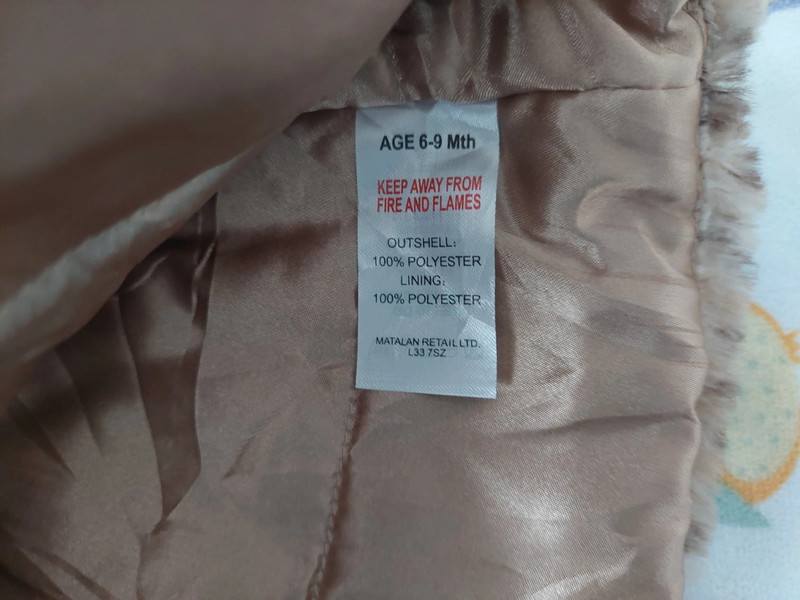 AGE 6-9 Mth
KEEP AWAY FROM
FIRE AND FLAMES
OUTSHELL:
100% POLYESTER
LINING:
100% POLYESTER
MATALAN RETAIL LTD.
L33 7SZ